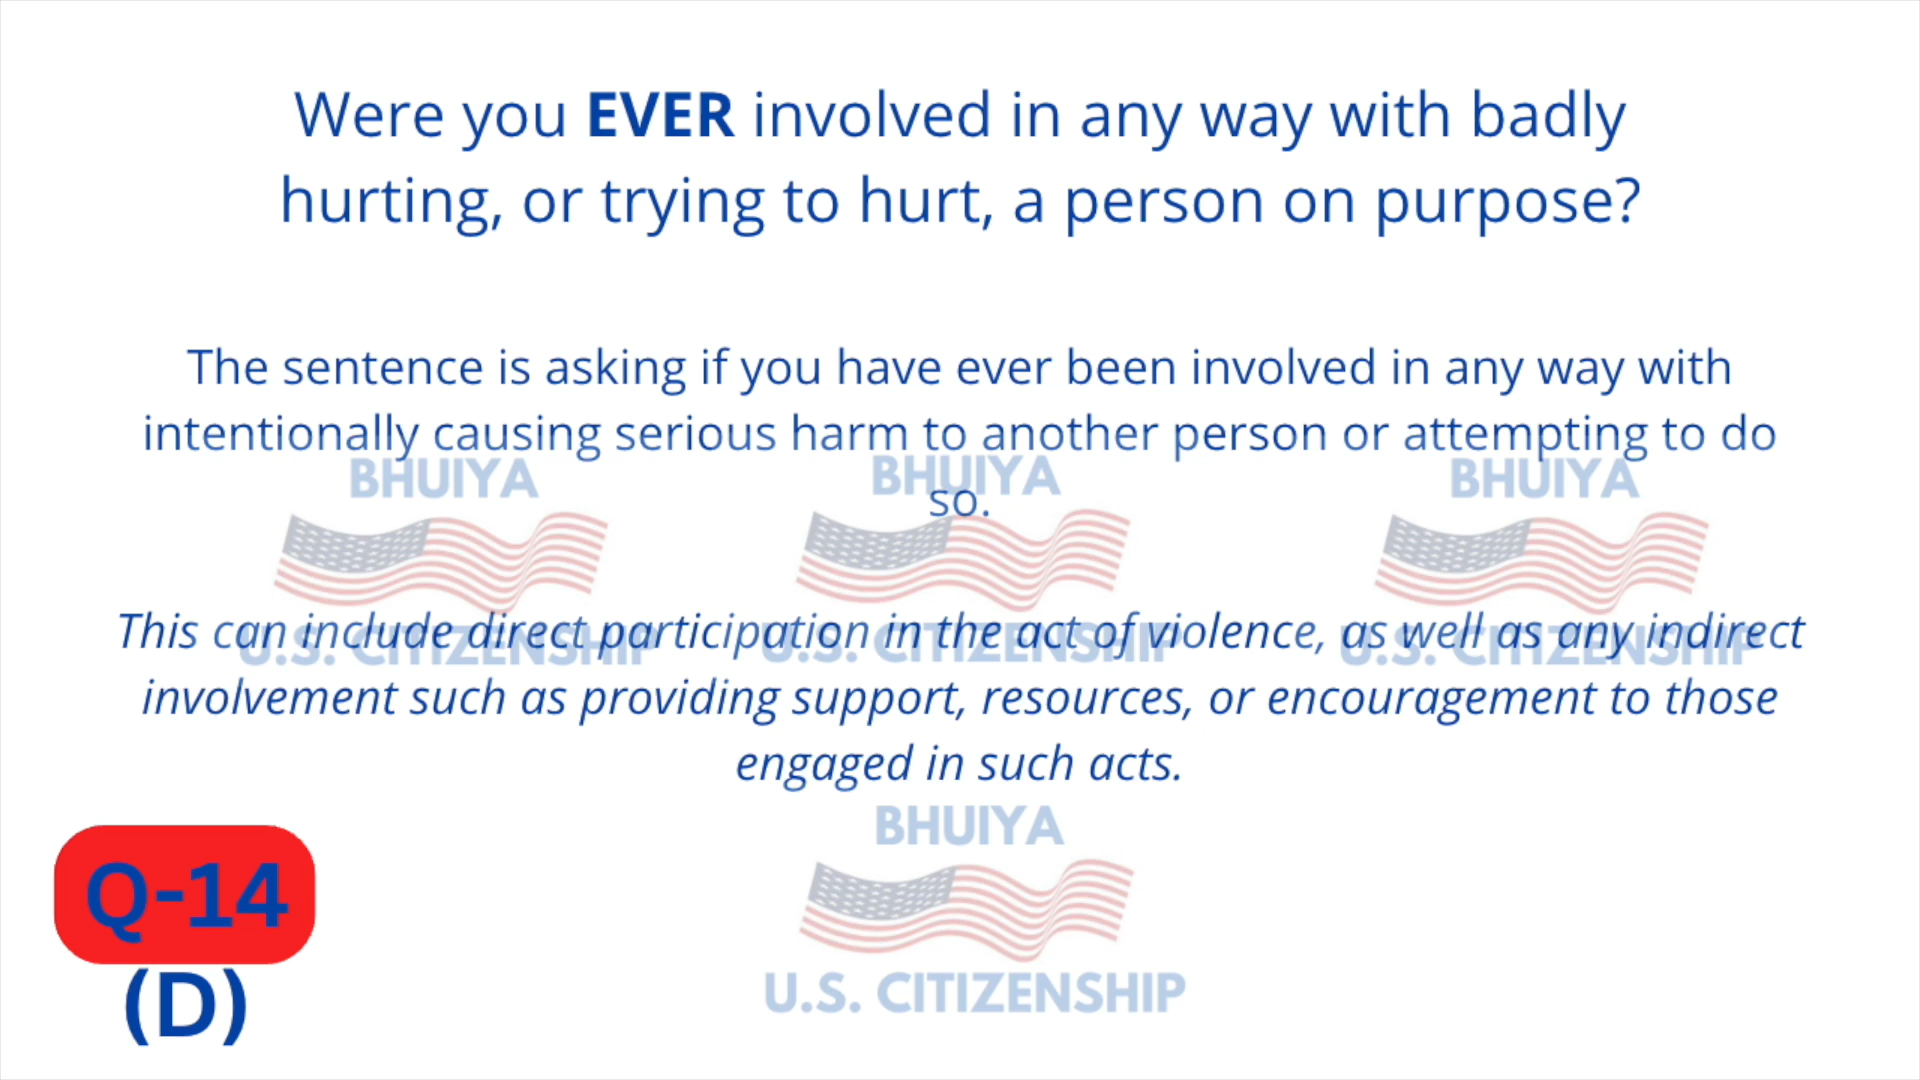 Were you EVER involved in any way with badly
hurting, or trying to hurt, a person on purpose?
The sentence is asking if you have ever been involved in any way with
intentionally causing serious harm to another person or attempting to do
so.
BHUIYA
BHUIYA
BHUIYA
U.S. CITIZENSHIP
U.S. CITIZENSHIP
U.S. CITIZENSHIP
This can include direct participation in the act of violence, as well as any indirect
involvement such as providing support, resources, or encouragement to those
engaged in such acts.
BHUIYA
U.S. CITIZENSHIP
Q-14
(D)